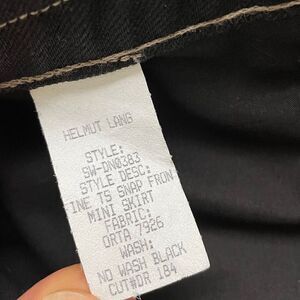 HELMUT LANG
STYLE:
SW-DN0383
STYLE DESC:
INE TS SNAP FRON
MINI SKIRT
FABRIC:
ORTA 7926
WASH:
NO WASH BLACK
CUT#DR 184